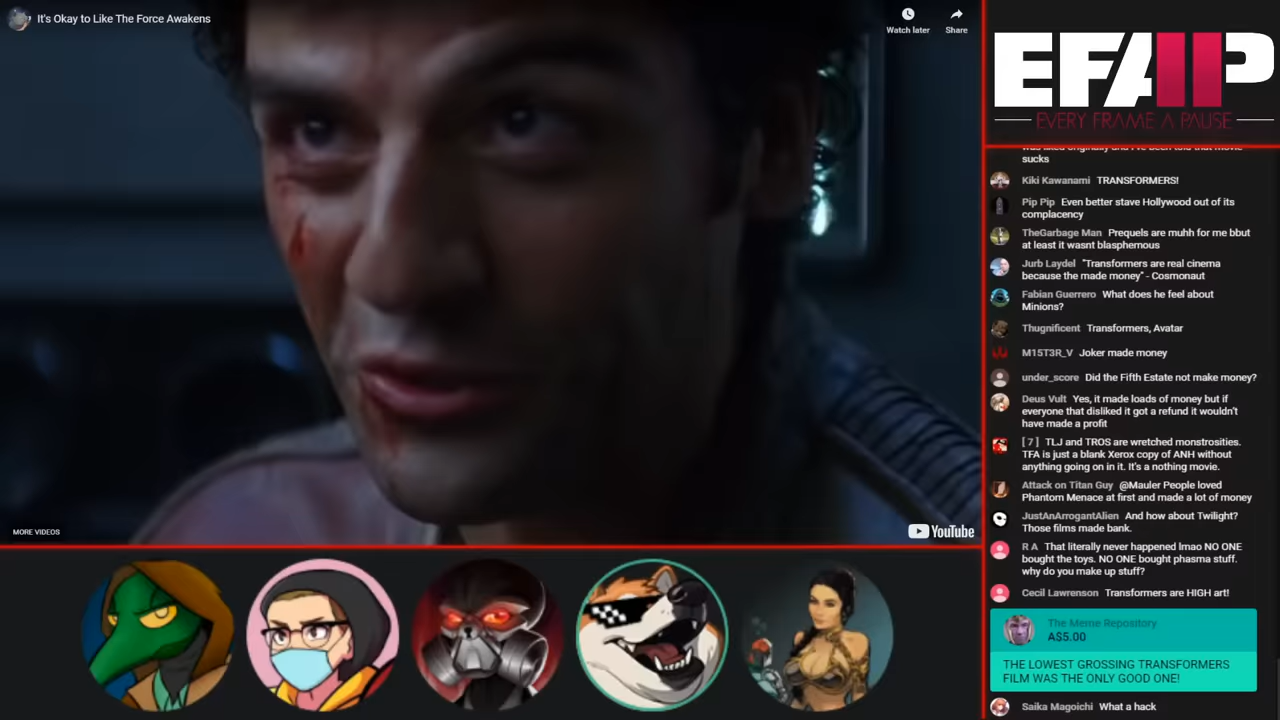 It's Okay to Like The Force Awakens
Watch later
Share
MORE VIDEOS
YouTube
EFAP
EVERY FRAME A PAUSE
was liked originally and I've been told that movie
sucks
Kiki Kawanami TRANSFORMERS!
Pip Pip Even better stave Hollywood out of its
complacency
TheGarbage Man Prequels are muhh for me bbut
at least it wasnt blasphemous
Jurb Laydel "Transformers are real cinema
because the made money" - Cosmonaut
Fabian Guerrero What does he feel about
Minions?
Thugnificent Transformers, Avatar
M15T3R_V Joker made money
under_score Did the Fifth Estate not make money?
Deus Vult Yes, it made loads of money but if
everyone that disliked it got a refund it wouldn't
have made a profit
[ 7 ] TLJ and TROS are wretched monstrosities.
TFA is just a blank Xerox copy of ANH without
anything going on in it. It's a nothing movie.
Attack on Titan Guy @Mauler People loved
Phantom Menace at first and made a lot of money
JustAnArrogantAlien And how about Twilight?
Those films made bank.
R A That literally never happened lmao NO ONE
bought the toys. NO ONE bought phasma stuff.
why do you make up stuff?
Cecil Lawrenson Transformers are HIGH art!
The Meme Repository
A$5.00
THE LOWEST GROSSING TRANSFORMERS
FILM WAS THE ONLY GOOD ONE!
Saika Magoichi What a hack